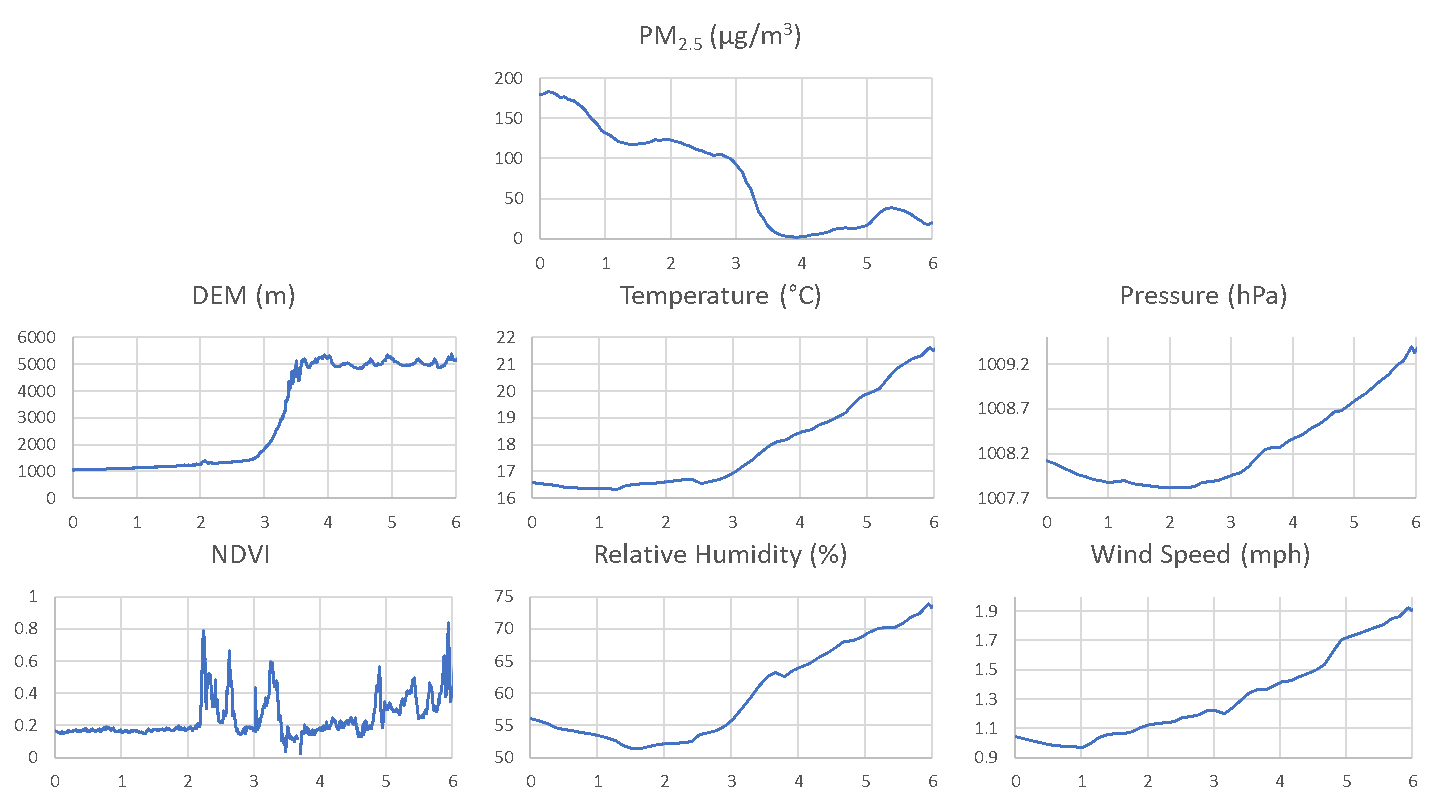 PM2.5 (µg/m³)
200
150
100
50
0
0 1 2 3 4 5 6
DEM (m)
6000
5000
4000
3000
2000
1000
0
0 1 2 3 4 5 6
Temperature (°C)
22
21
20
19
18
17
16
0 1 2 3 4 5 6
Pressure (hPa)
1009.2
1008.7
1008.2
1007.7
0 1 2 3 4 5 6
NDVI
1
0.8
0.6
0.4
0.2
0
0 1 2 3 4 5 6
Relative Humidity (%)
75
70
65
60
55
50
0 1 2 3 4 5 6
Wind Speed (mph)
1.9
1.7
1.5
1.3
1.1
0.9
0 1 2 3 4 5 6